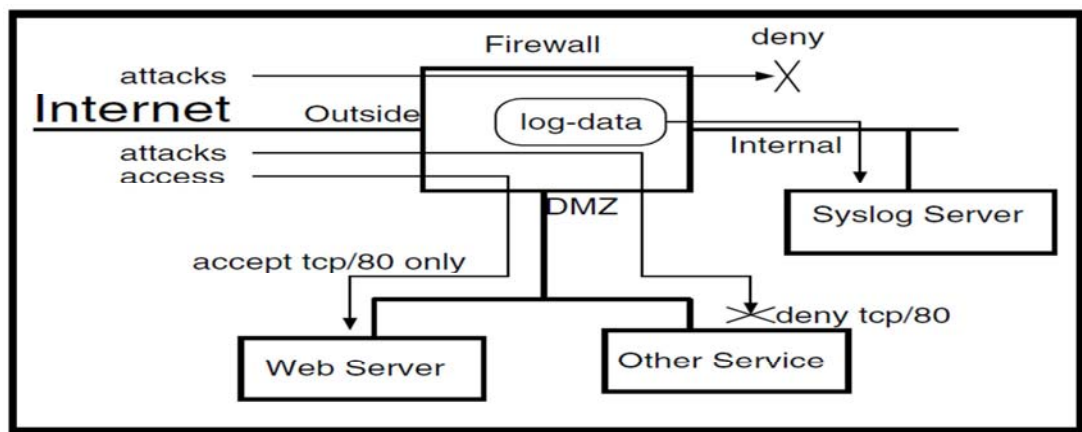 Firewall
deny
attacks
Internet
Outside
log-data
attacks
access
Internal
DMZ
Syslog Server
accept tcp/80 only
deny tcp/80
Web Server
Other Service